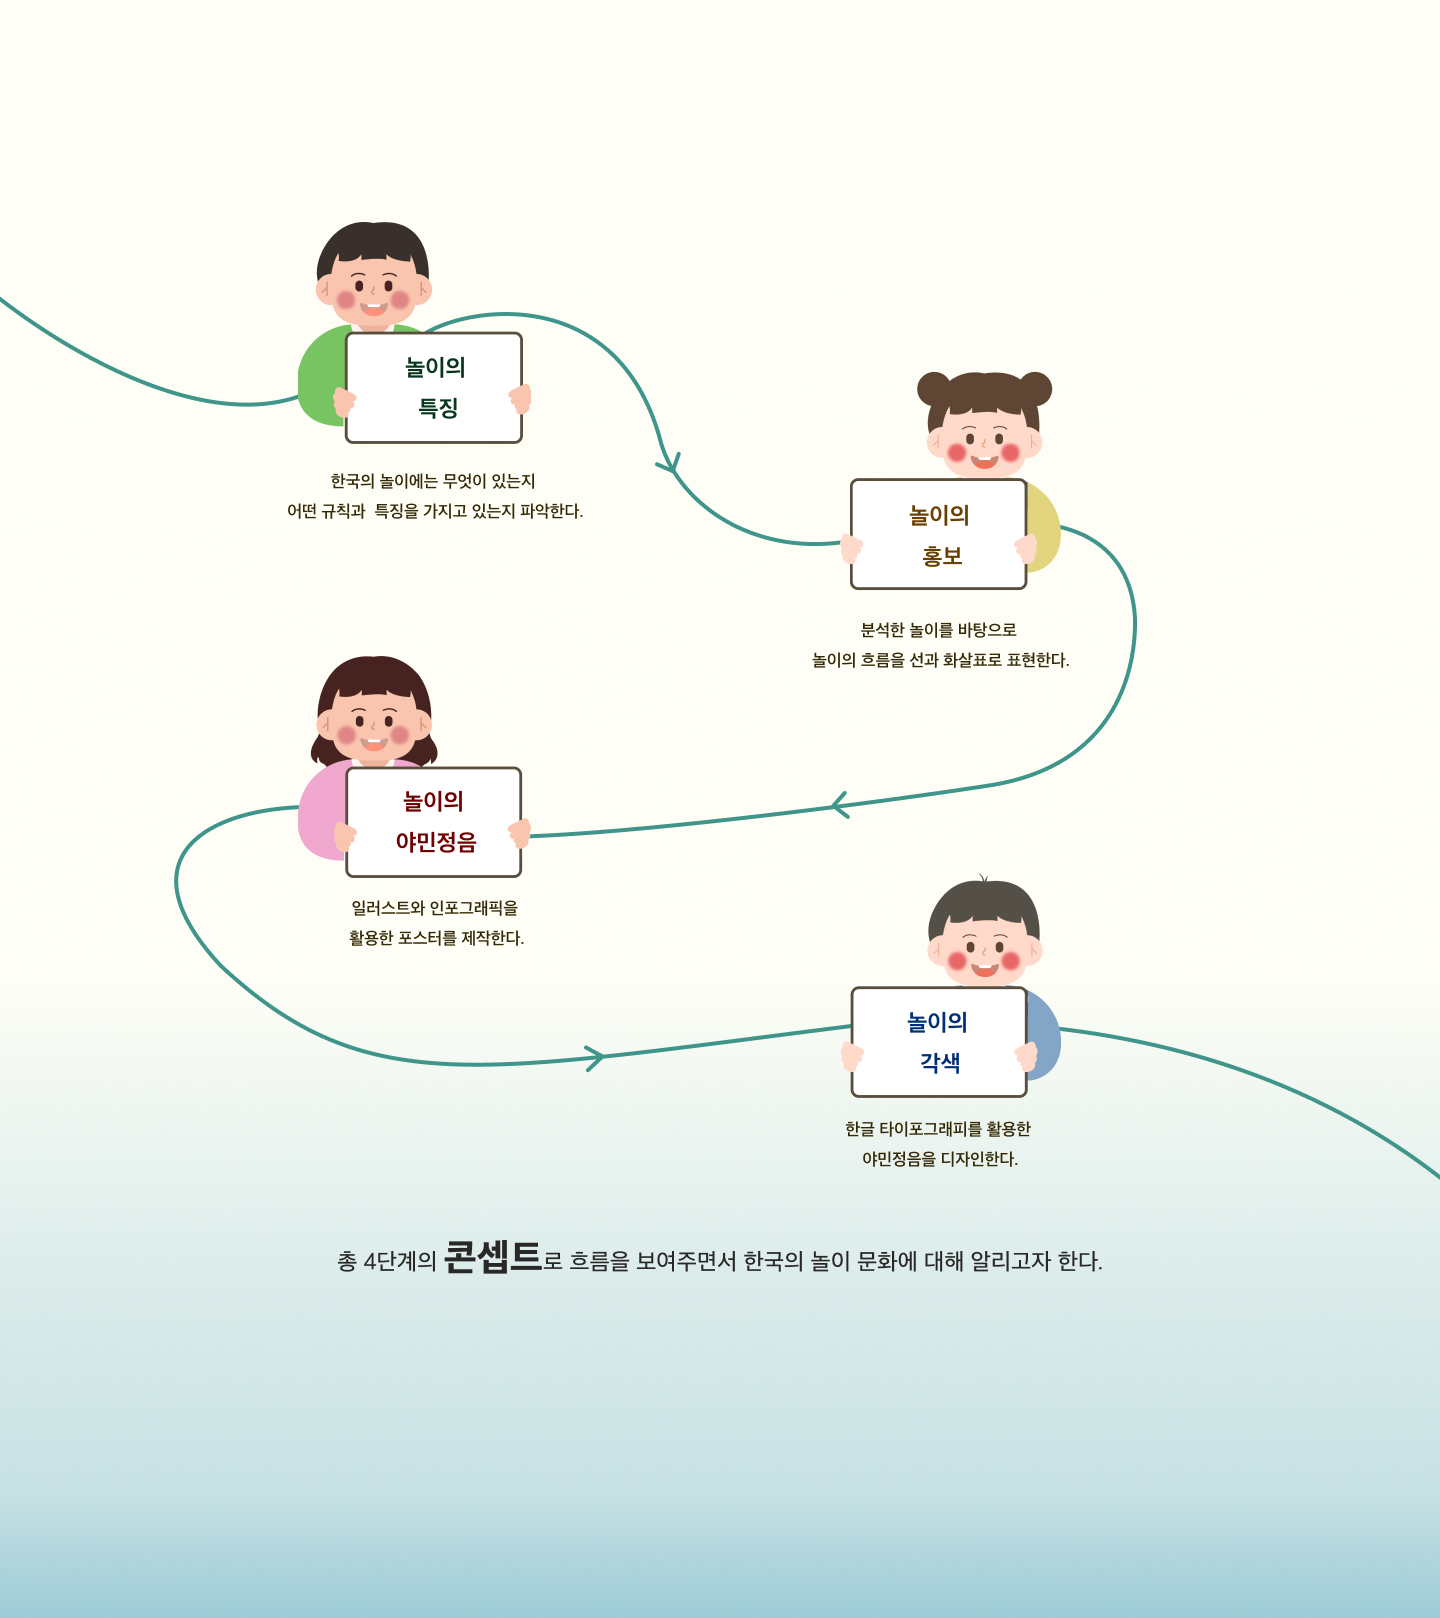 놀이의
특징
한국의 놀이에는 무엇이 있는지
어떤 규칙과 특징을 가지고 있는지 파악한다.
놀이의
홍보
분석한 놀이를 바탕으로
놀이의 흐름을 선과 화살표로 표현한다.
놀이의
야민정음
일러스트와 인포그래픽을
활용한 포스터를 제작한다.
놀이의
각색
한글 타이포그래피를 활용한
야민정음을 디자인한다.
총 4단계의 콘셉트로 흐름을 보여주면서 한국의 놀이 문화에 대해 알리고자 한다.